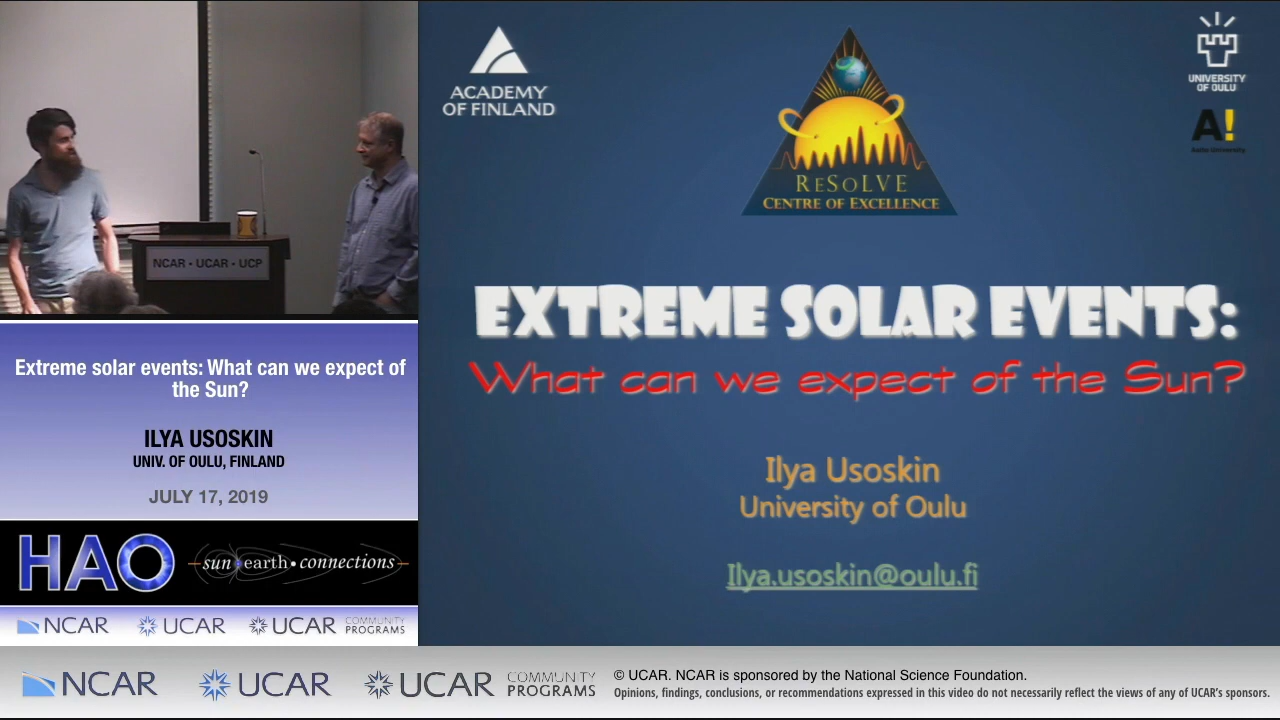 NCAR • UCAR • UCP
Extreme solar events: What can we expect of
the Sun?
ILYA USOSKIN
UNIV. OF OULU, FINLAND
JULY 17, 2019
HAO
sun earth • connections
NCAR
UCAR
UCAR
COMMUNITY
PROGRAMS
ACADEMY
OF FINLAND
RESOLVE
CENTRE OF EXCELLENCE
UNIVERSITY
OF OULU
A!
Aalto University
EXTREME SOLAR EVENTS:
What can we expect of the Sun?
Ilya Usoskin
University of Oulu
Ilya.usoskin@oulu.fi
NCAR
UCAR
UCAR
COMMUNITY
PROGRAMS
© UCAR. NCAR is sponsored by the National Science Foundation.
Opinions, findings, conclusions, or recommendations expressed in this video do not necessarily reflect the views of any of UCAR's sponsors.